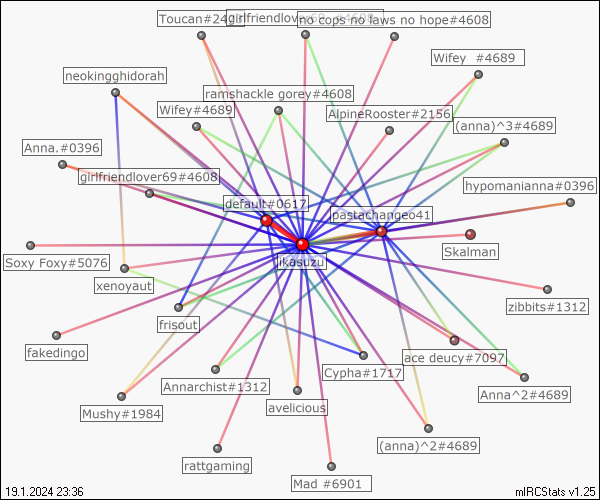 Toucan#24
girlfriendlover69
no cops no laws no hope#4608
Wifey #4689
neokingghidorah
ramshackle gorey#4608
Wifey#4689
AlpineRooster#2156
(anna)^3#4689
Anna.#0396
girlfriendlover69#4608
hypomanianna#0396
default#0617
pastachangeo41
jikasuzu
Skalman
Soxy Foxy#5076
xenoyaut
zibbits#1312
frisout
fakedingo
ace deucy#7097
Cypha#1717
Annarchist#1312
Anna^2#4689
avelicious
Mushy#1984
(anna)^2#4689
rattgaming
Mad #6901
19.1.2024 23:36
mIRCStats v1.25